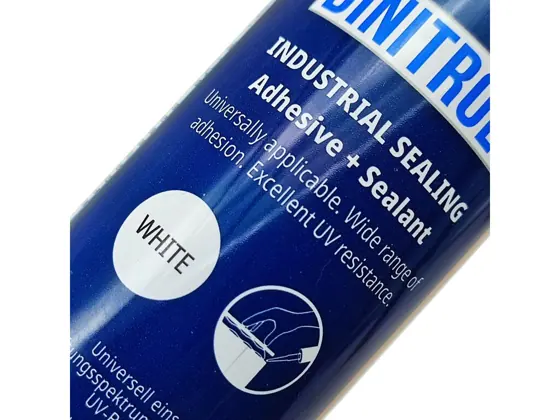 DINITROL
INDUSTRIAL SEALING
Adhesive + Sealant
Universally applicable. Wide range of
adhesion. Excellent UV resistance.
WHITE
Universell eins
UV-B